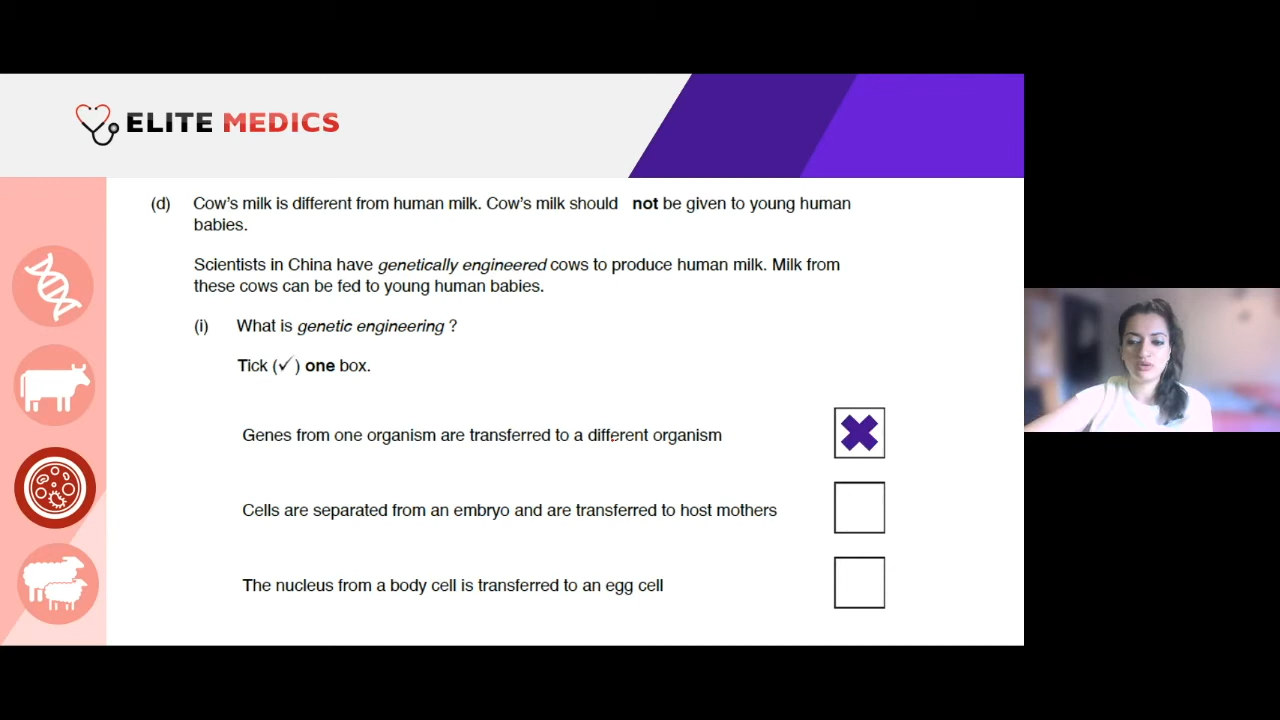 ELITE MEDICS
(d) Cow's milk is different from human milk. Cow's milk should not be given to young human
babies.
Scientists in China have genetically engineered cows to produce human milk. Milk from
these cows can be fed to young human babies.
(i) What is genetic engineering ?
Tick (✓) one box.
Genes from one organism are transferred to a different organism
Cells are separated from an embryo and are transferred to host mothers
The nucleus from a body cell is transferred to an egg cell